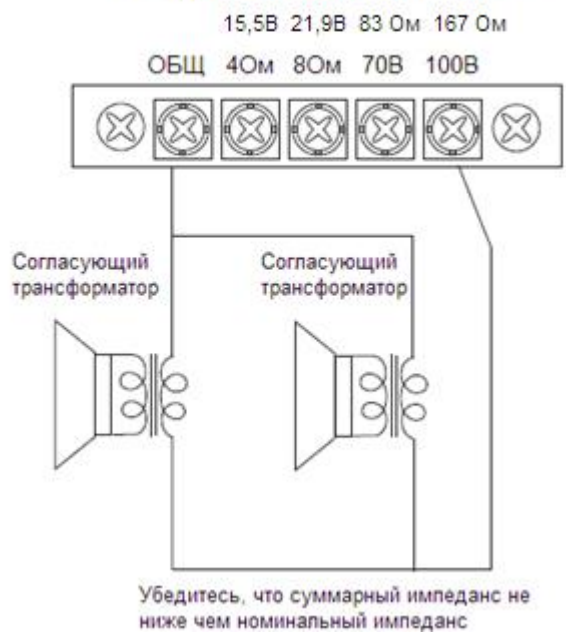 15,5В 21,9В 83 Ом 167 Ом
ОБЩ 4Ом 8Ом 70В 100В
Согласующий
трансформатор
Согласующий
трансформатор
Убедитесь, что суммарный импеданс не
ниже чем номинальный импеданс